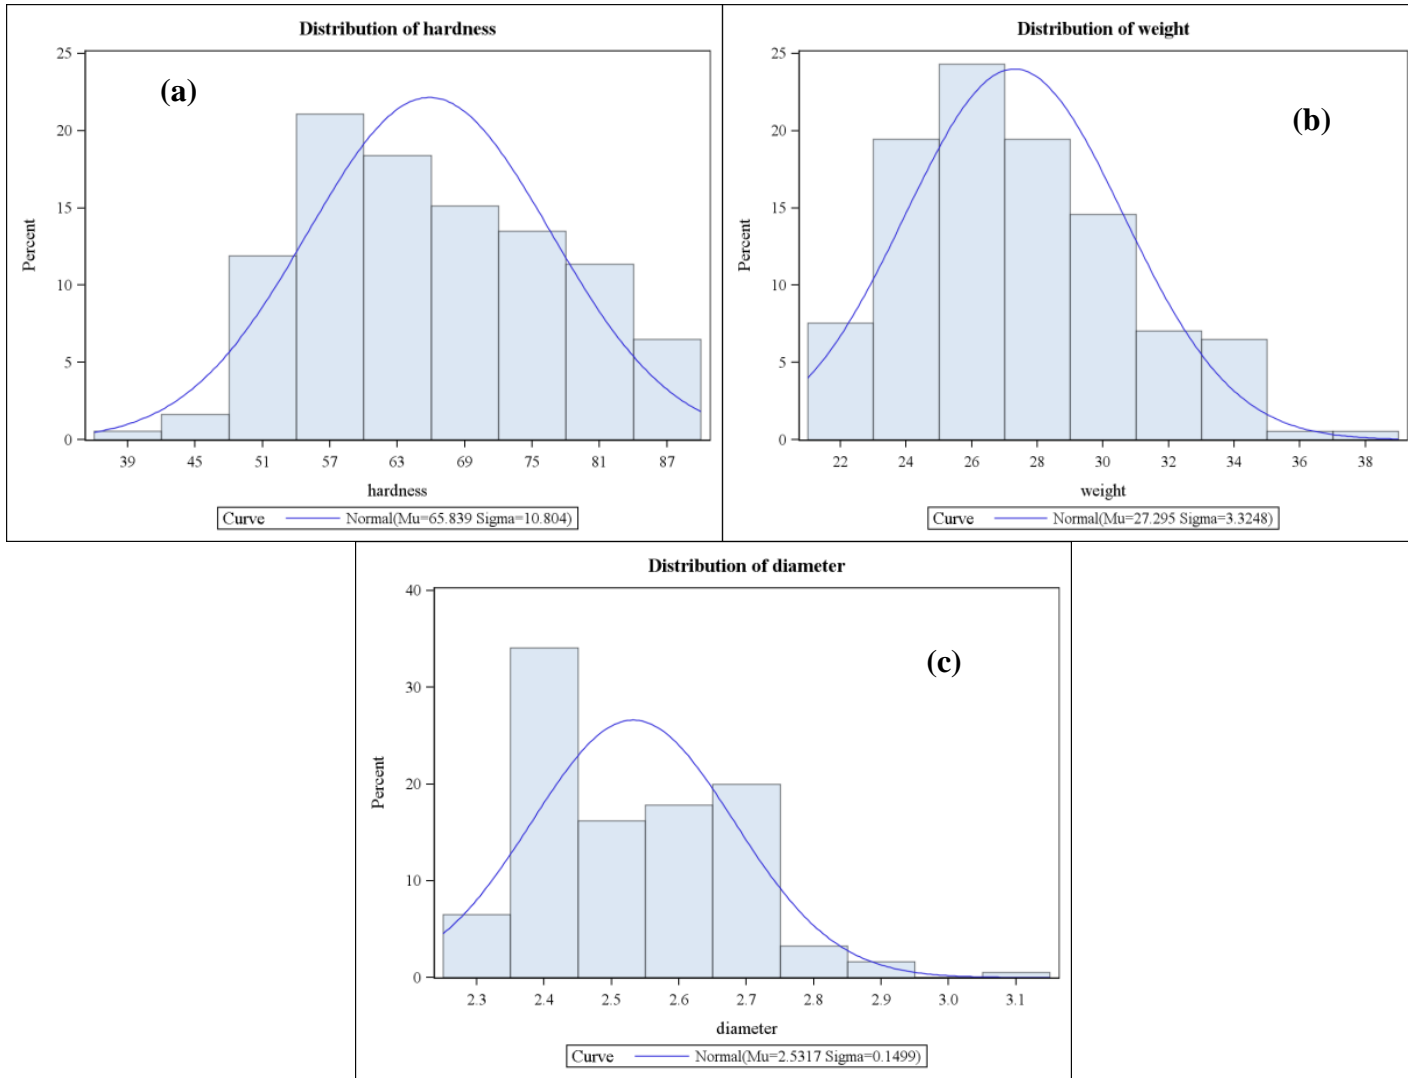 Distribution of hardness
(a)
25
20
15
10
5
0
Percent
39 45 51 57 63 69 75 81 87
hardness
Curve Normal(Mu=65.839 Sigma=10.804)
Distribution of weight
(b)
25
20
15
10
5
0
Percent
22 24 26 28 30 32 34 36 38
weight
Curve Normal(Mu=27.295 Sigma=3.3248)
Distribution of diameter
(c)
40
30
20
10
0
Percent
2.3 2.4 2.5 2.6 2.7 2.8 2.9 3.0 3.1
diameter
Curve Normal(Mu=2.5317 Sigma=0.1499)